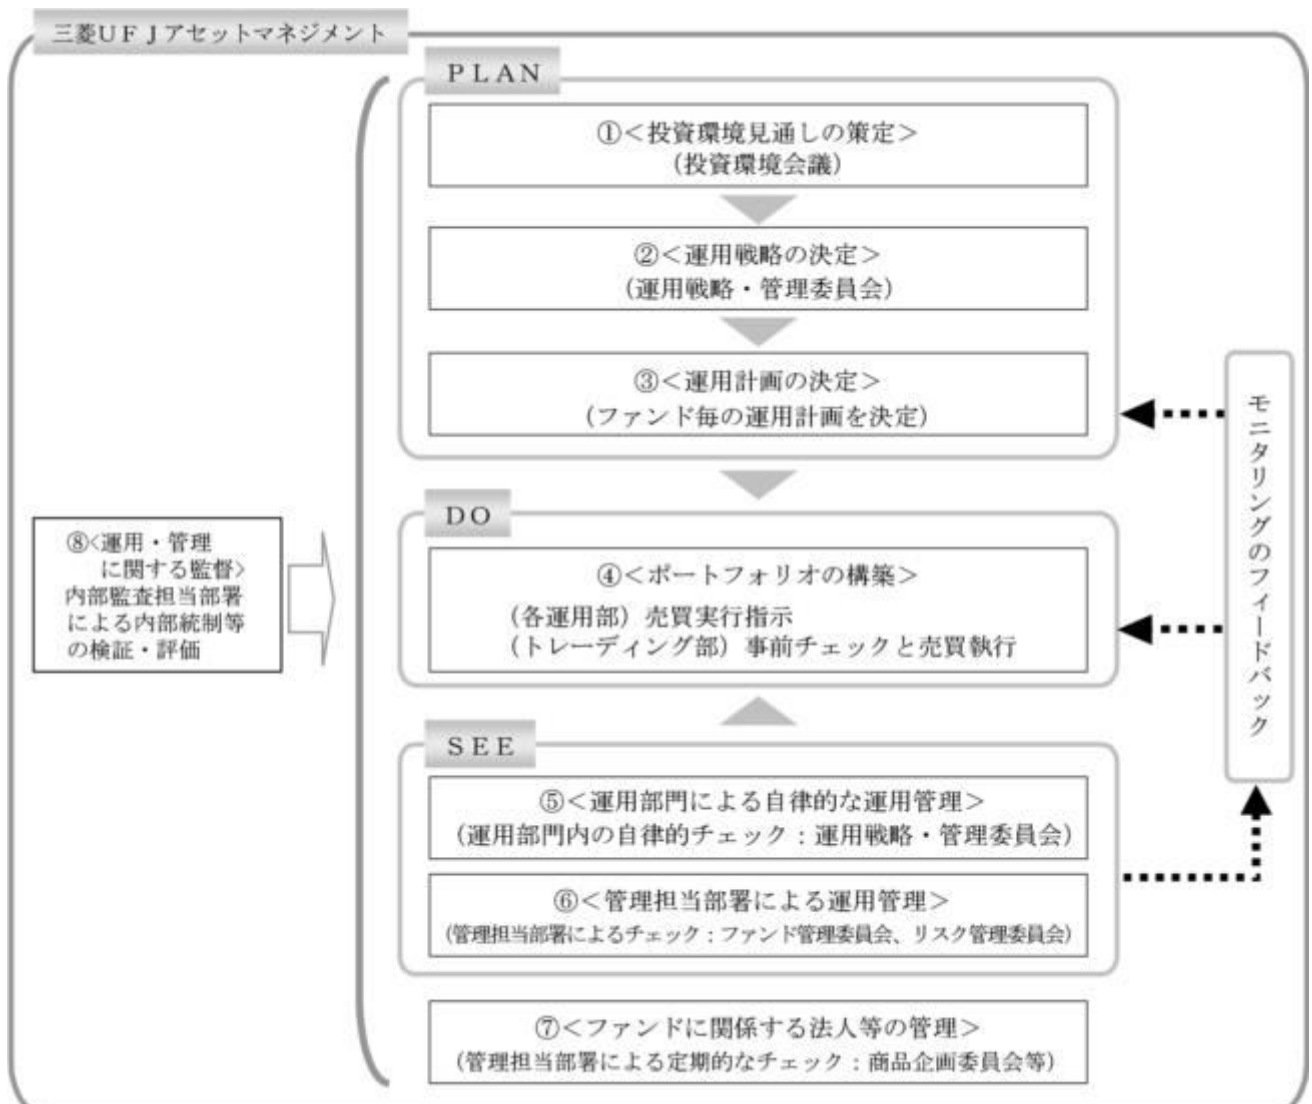 三菱UFJアセットマネジメント
PLAN
①<投資環境見通しの策定>
(投資環境会議)
②<運用戦略の決定>
(運用戦略・管理委員会)
③<運用計画の決定>
(ファンド毎の運用計画を決定)
DO
④<ポートフォリオの構築>
(各運用部)売買実行指示
(トレーディング部)事前チェックと売買執行
SEE
⑤<運用部門による自律的な運用管理>
(運用部門内の自律的チェック:運用戦略・管理委員会)
⑥<管理担当部署による運用管理>
(管理担当部署によるチェック:ファンド管理委員会、リスク管理委員会)
⑦<ファンドに関係する法人等の管理>
(管理担当部署による定期的なチェック:商品企画委員会等)
⑧<運用・管理
に関する監督>
内部監査担当部署
による内部統制等
の検証・評価
モニタリングのフィードバック